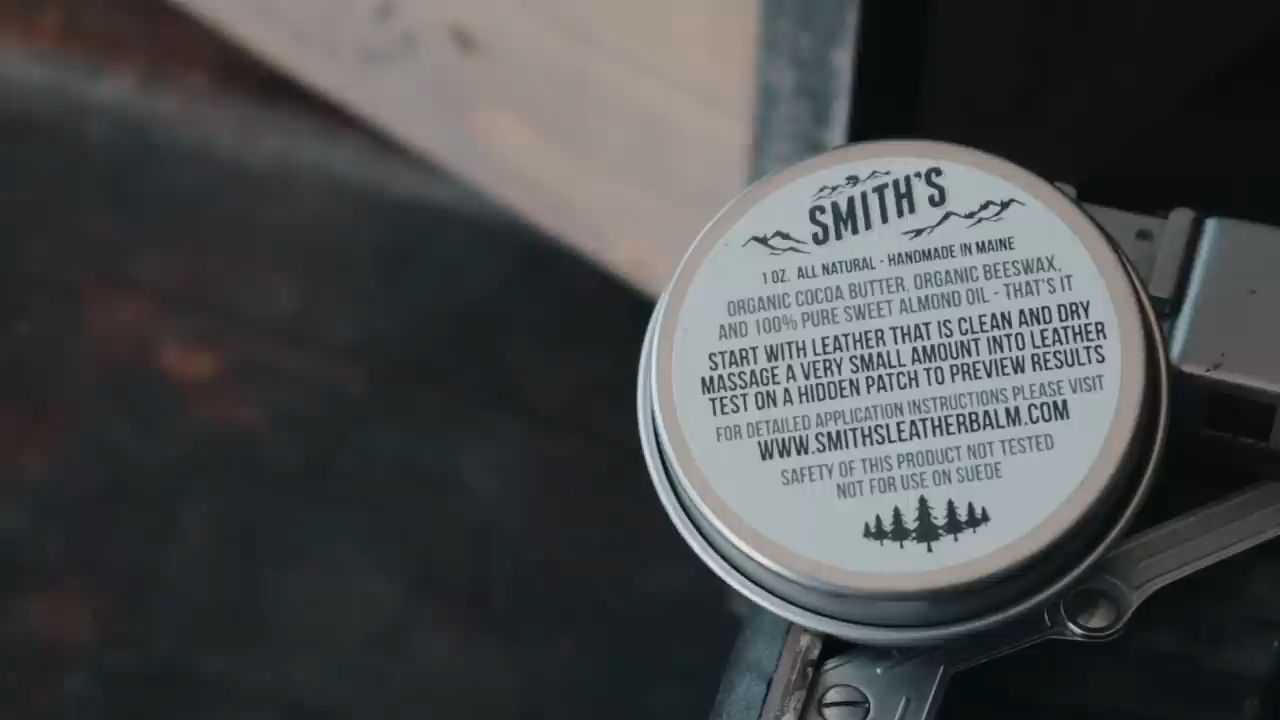 SMITH'S
1 OZ. ALL NATURAL - HANDMADE IN MAINE
ORGANIC COCOA BUTTER, ORGANIC BEESWAX,
AND 100% PURE SWEET ALMOND OIL - THAT'S IT
START WITH LEATHER THAT IS CLEAN AND DRY
MASSAGE A VERY SMALL AMOUNT INTO LEATHER
TEST ON A HIDDEN PATCH TO PREVIEW RESULTS
FOR DETAILED APPLICATION INSTRUCTIONS PLEASE VISIT
WWW.SMITHSLEATHERBALM.COM
SAFETY OF THIS PRODUCT NOT TESTED
NOT FOR USE ON SUEDE